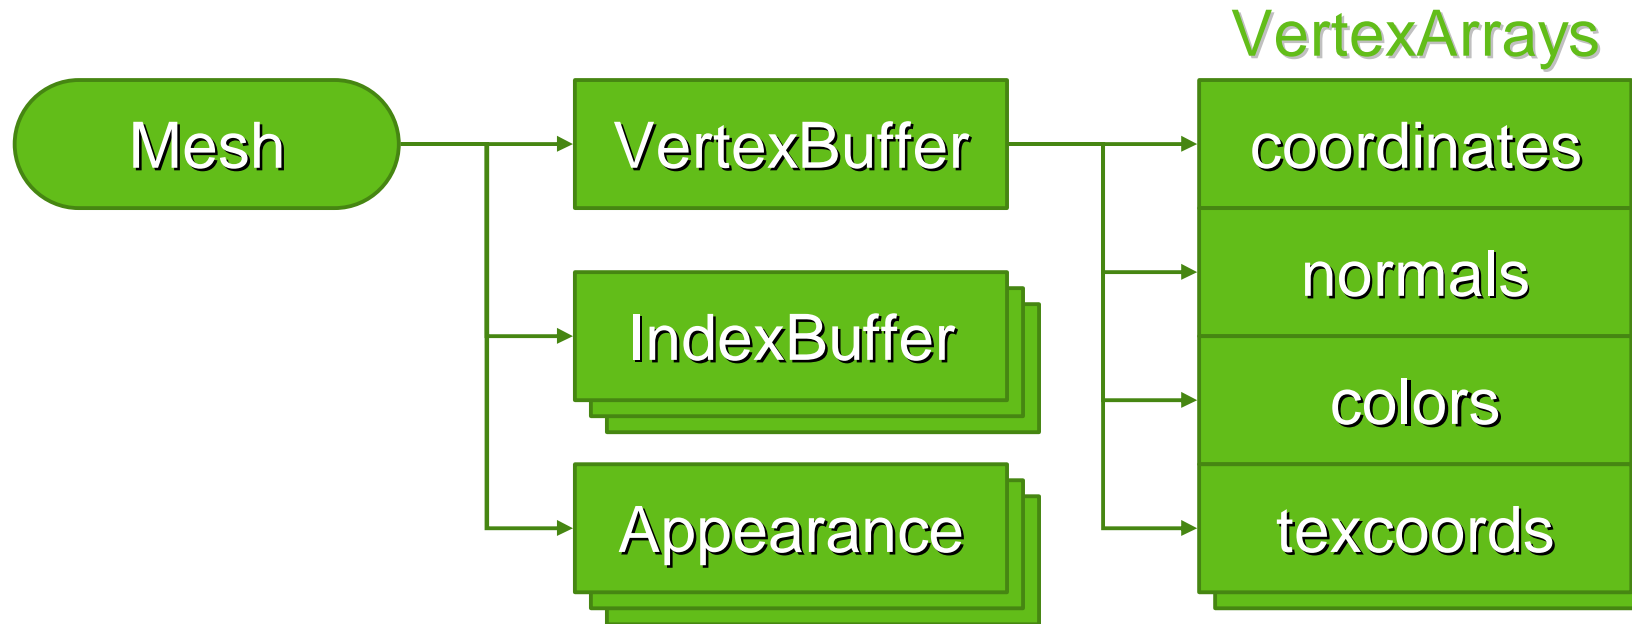 VertexArrays
Mesh
VertexBuffer
coordinates
normals
IndexBuffer
colors
Appearance
texcoords